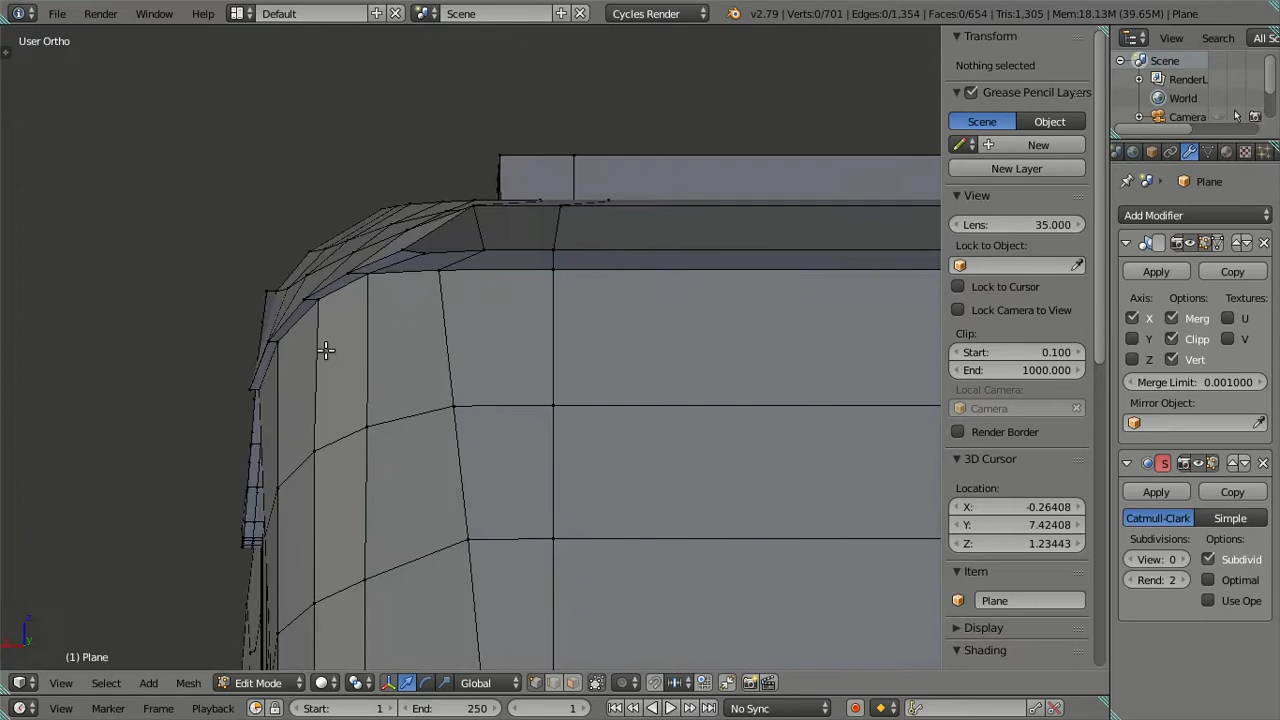 File Render Window Help Default Scene Cycles Render v2.79 | Verts:0/701 | Edges:0/1,354 | Faces:0/654 | Tris:1,305 | Mem:18.13M (39.65M) | Plane
User Ortho
Transform
Nothing selected
Grease Pencil Layers
Scene Object
New
New Layer
View
Lens: 35.000
Lock to Object:
Lock to Cursor
Lock Camera to View
Clip:
Start: 0.100
End: 1000.000
Local Camera:
Camera
Render Border
3D Cursor
Location:
X: -0.26408
Y: 7.42408
Z: 1.23443
Item
Plane
Display
Shading
View Search All Sc
Scene
RenderL
World
Camera
Plane
Add Modifier
Apply Copy
Axis: Options: Textures:
X Merg U
Y Clipp V
Z Vert
Merge Limit: 0.001000
Mirror Object:
S
Apply Copy
Catmull-Clark Simple
Subdivisions: Options:
View: 0 Subdivid
Rend: 2 Optimal
Use Ope
z
x y
(1) Plane
View Select Add Mesh Edit Mode Global
View Marker Frame Playback Start: 1 End: 250 1 No Sync